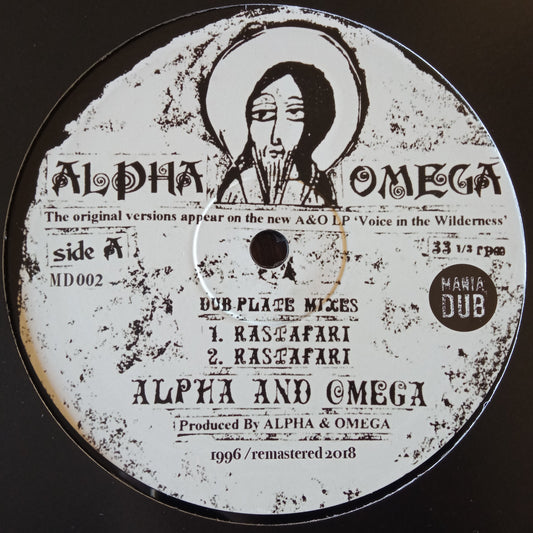 ALPHA OMEGA
The original versions appear on the new A&O LP 'Voice in the Wilderness'
side A
33 1/3 rpm
MD002
MANIA
DUB
DUB PLATE MIXES
1. RASTAFARI
2. RASTAFARI
ALPHA AND OMEGA
Produced By ALPHA & OMEGA
1996/remastered 2018